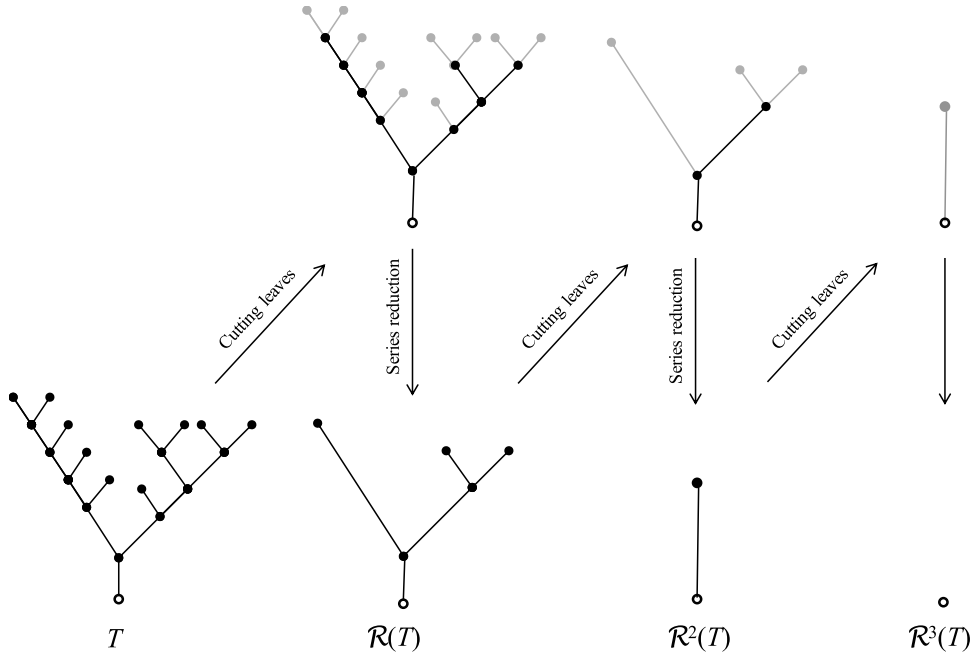 Cutting leaves
Series reduction
Cutting leaves
Series reduction
Cutting leaves
T
ℛ(T)
ℛ²(T)
ℛ³(T)